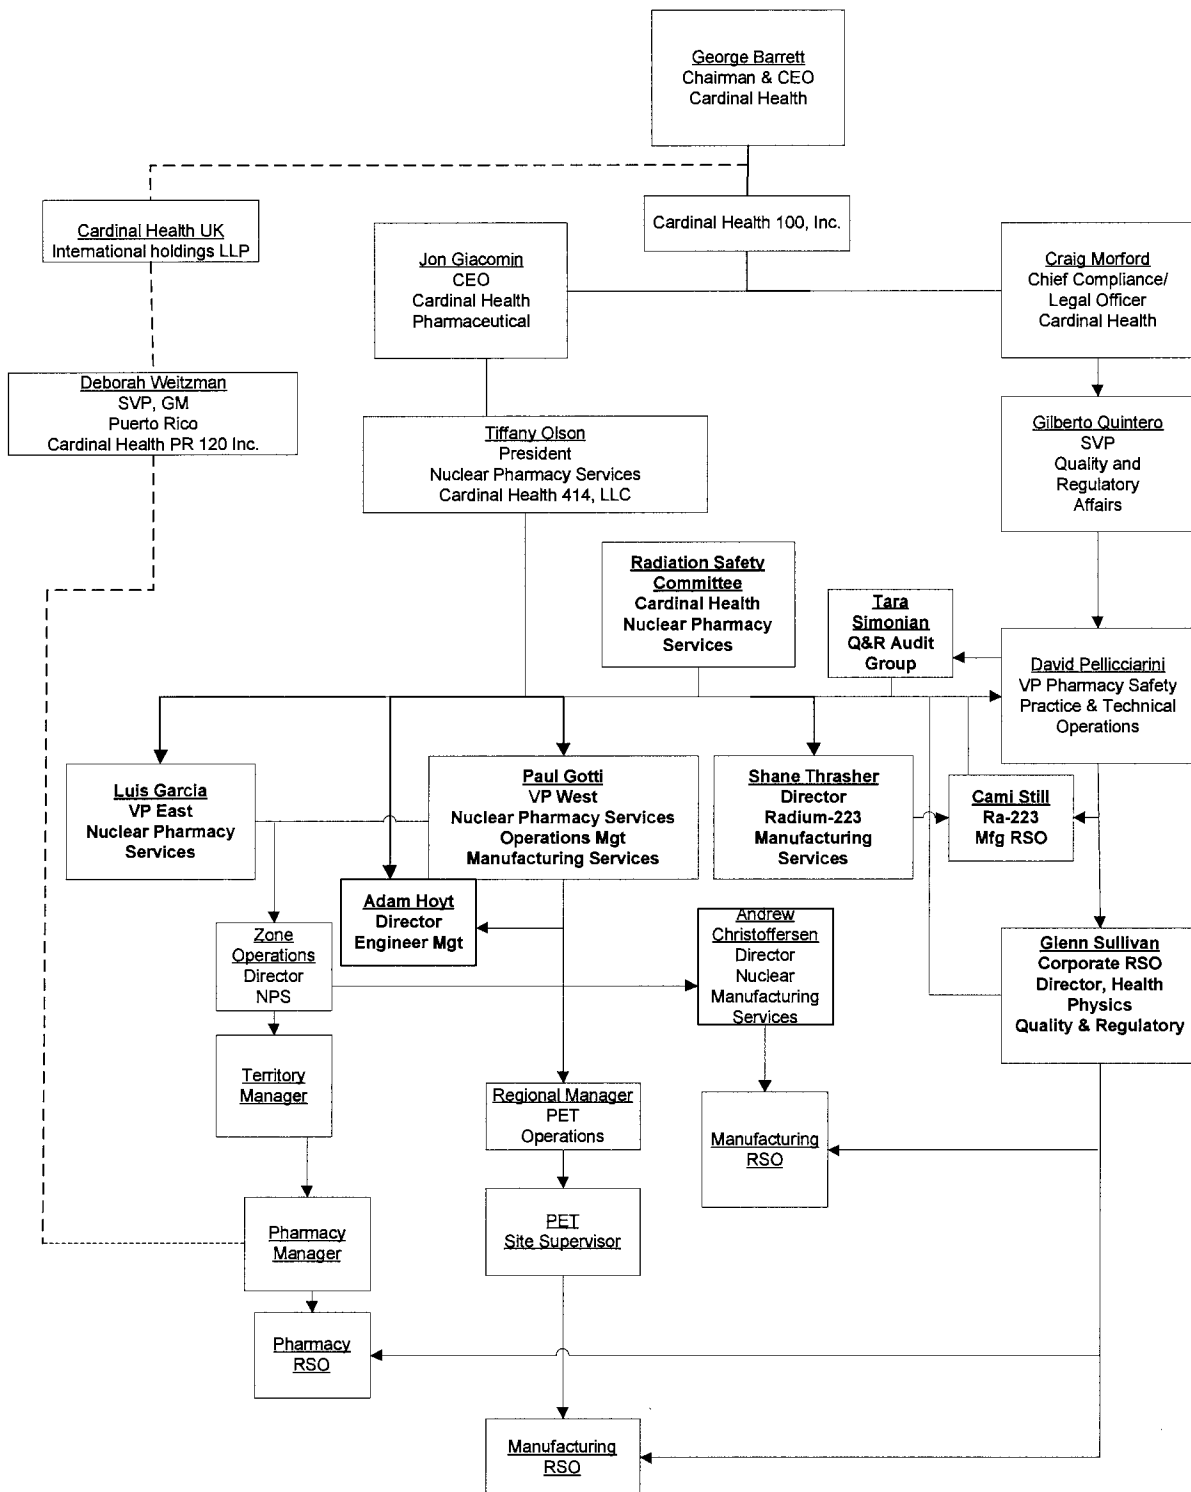 George Barrett
Chairman & CEO
Cardinal Health
Cardinal Health UK
International holdings LLP
Cardinal Health 100, Inc.
Jon Giacomin
CEO
Cardinal Health
Pharmaceutical
Craig Morford
Chief Compliance/
Legal Officer
Cardinal Health
Deborah Weitzman
SVP, GM
Puerto Rico
Cardinal Health PR 120 Inc.
Tiffany Olson
President
Nuclear Pharmacy Services
Cardinal Health 414, LLC
Gilberto Quintero
SVP
Quality and
Regulatory
Affairs
Radiation Safety
Committee
Cardinal Health
Nuclear Pharmacy
Services
Tara
Simonian
Q&R Audit
Group
David Pellicciarini
VP Pharmacy Safety
Practice & Technical
Operations
Luis Garcia
VP East
Nuclear Pharmacy
Services
Paul Gotti
VP West
Nuclear Pharmacy Services
Operations Mgt
Manufacturing Services
Shane Thrasher
Director
Radium-223
Manufacturing
Services
Cami Still
Ra-223
Mfg RSO
Adam Hoyt
Director
Engineer Mgt
Zone
Operations
Director
NPS
Andrew
Christoffersen
Director
Nuclear
Manufacturing
Services
Glenn Sullivan
Corporate RSO
Director, Health
Physics
Quality & Regulatory
Territory
Manager
Regional Manager
PET
Operations
Manufacturing
RSO
Pharmacy
Manager
PET
Site Supervisor
Pharmacy
RSO
Manufacturing
RSO